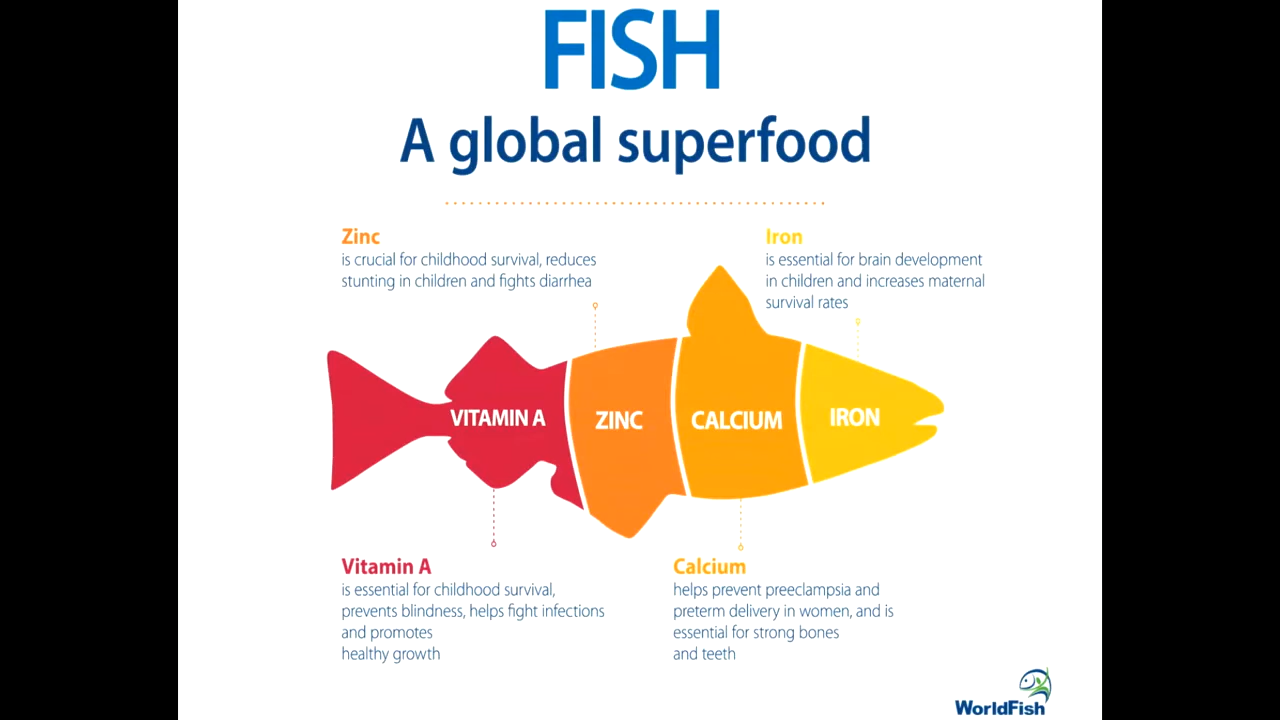 FISH
A global superfood
Zinc
is crucial for childhood survival, reduces
stunting in children and fights diarrhea
Iron
is essential for brain development
in children and increases maternal
survival rates
VITAMIN A
ZINC
CALCIUM
IRON
Vitamin A
is essential for childhood survival,
prevents blindness, helps fight infections
and promotes
healthy growth
Calcium
helps prevent preeclampsia and
preterm delivery in women, and is
essential for strong bones
and teeth
WorldFish